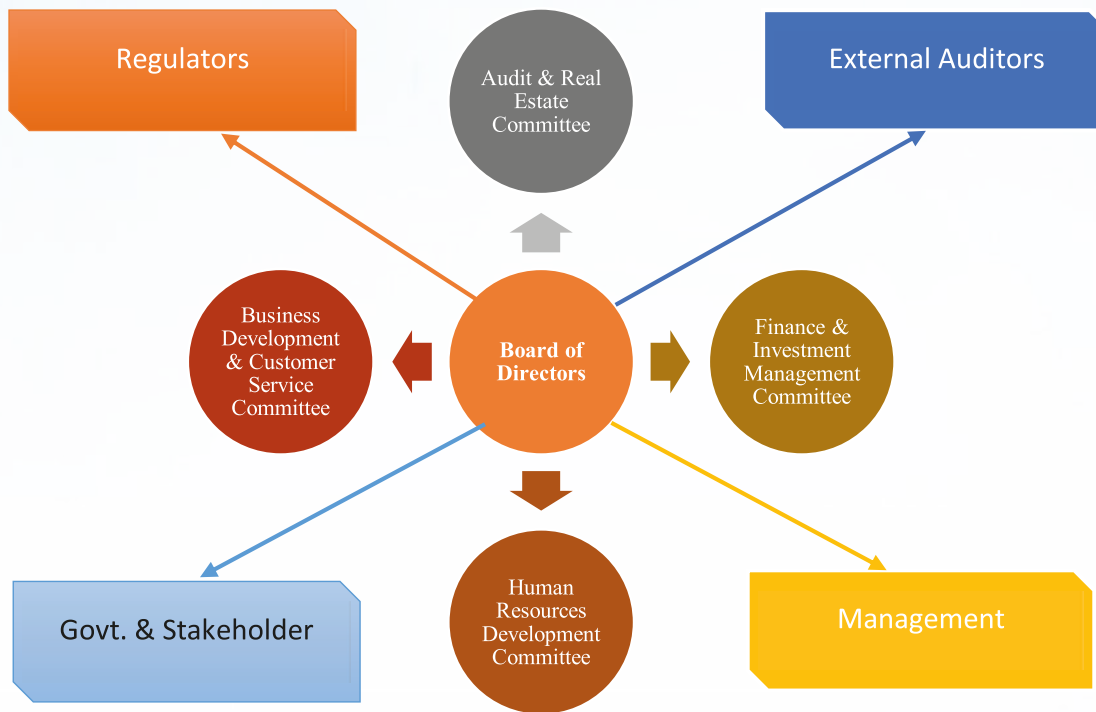 Regulators
Audit & Real
Estate
Committee
External Auditors
Business
Development
& Customer
Service
Committee
Board of
Directors
Finance &
Investment
Management
Committee
Govt. & Stakeholder
Human
Resources
Development
Committee
Management